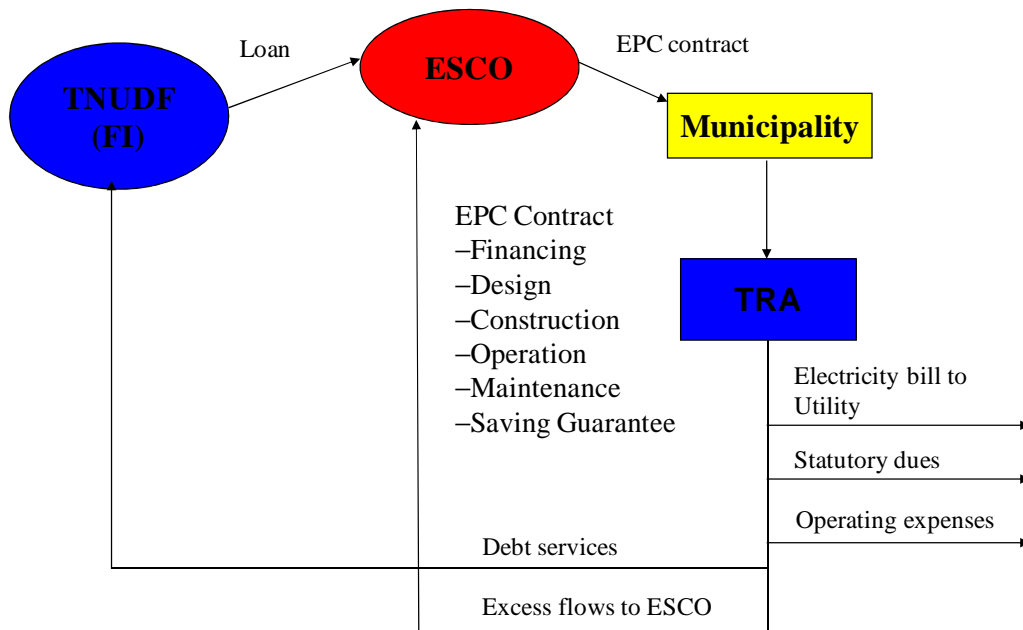 Loan
ESCO
EPC contract
TNUDF
(FI)
Municipality
EPC Contract
–Financing
–Design
–Construction
–Operation
–Maintenance
–Saving Guarantee
TRA
Electricity bill to
Utility
Statutory dues
Operating expenses
Debt services
Excess flows to ESCO